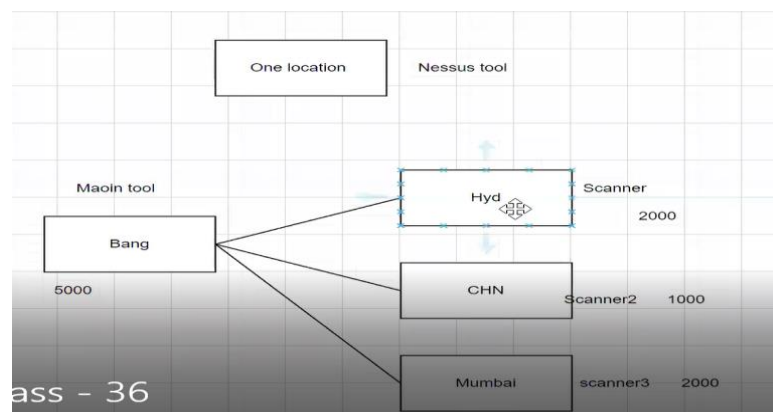 One location
Nessus tool
Maoin tool
Hyd
Scanner
2000
Bang
5000
CHN
Scanner2
1000
Mumbai
scanner3
2000
ass - 36